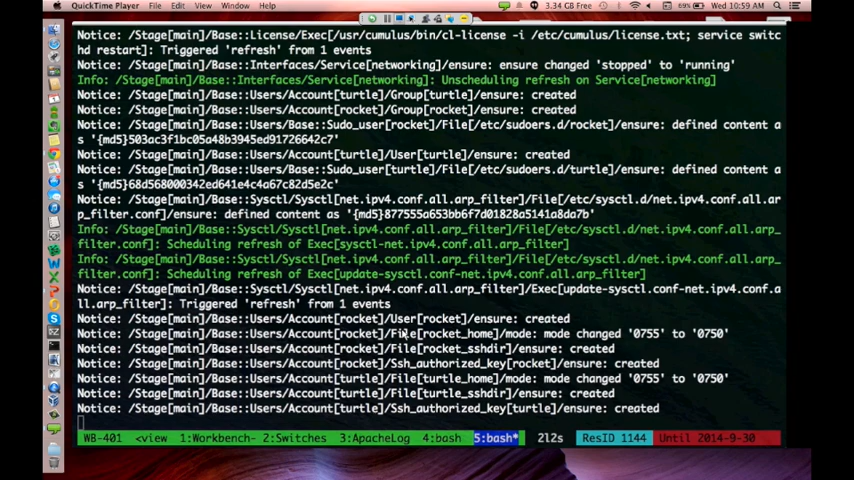 QuickTime Player File Edit View Window Help 3.34 GB Free 69% Wed 10:59 AM
Notice: /Stage[main]/Base::License/Exec[/usr/cumulus/bin/cl-license -i /etc/cumulus/license.txt; service switc
hd restart]: Triggered 'refresh' from 1 events
Notice: /Stage[main]/Base::Interfaces/Service[networking]/ensure: ensure changed 'stopped' to 'running'
Info: /Stage[main]/Base::Interfaces/Service[networking]: Unscheduling refresh on Service[networking]
Notice: /Stage[main]/Base::Users/Account[turtle]/Group[turtle]/ensure: created
Notice: /Stage[main]/Base::Users/Account[rocket]/Group[rocket]/ensure: created
Notice: /Stage[main]/Base::Users/Base::Sudo_user[rocket]/File[/etc/sudoers.d/rocket]/ensure: defined content a
s '{md5}503ac3f1bc05a48b3945ed91726642c7'
Notice: /Stage[main]/Base::Users/Account[turtle]/User[turtle]/ensure: created
Notice: /Stage[main]/Base::Users/Base::Sudo_user[turtle]/File[/etc/sudoers.d/turtle]/ensure: defined content a
s '{md5}68d568000342ed641e4c4a67c82d5e2c'
Notice: /Stage[main]/Base::Sysctl/Sysctl[net.ipv4.conf.all.arp_filter]/File[/etc/sysctl.d/net.ipv4.conf.all.ar
p_filter.conf]/ensure: defined content as '{md5}877555a653bb6f7d01828a5141a8da7b'
Info: /Stage[main]/Base::Sysctl/Sysctl[net.ipv4.conf.all.arp_filter]/File[/etc/sysctl.d/net.ipv4.conf.all.arp_
filter.conf]: Scheduling refresh of Exec[sysctl-net.ipv4.conf.all.arp_filter]
Info: /Stage[main]/Base::Sysctl/Sysctl[net.ipv4.conf.all.arp_filter]/File[/etc/sysctl.d/net.ipv4.conf.all.arp_
filter.conf]: Scheduling refresh of Exec[update-sysctl.conf-net.ipv4.conf.all.arp_filter]
Notice: /Stage[main]/Base::Sysctl/Sysctl[net.ipv4.conf.all.arp_filter]/Exec[update-sysctl.conf-net.ipv4.conf.a
ll.arp_filter]: Triggered 'refresh' from 1 events
Notice: /Stage[main]/Base::Users/Account[rocket]/User[rocket]/ensure: created
Notice: /Stage[main]/Base::Users/Account[rocket]/File[rocket_home]/mode: mode changed '0755' to '0750'
Notice: /Stage[main]/Base::Users/Account[rocket]/File[rocket_sshdir]/ensure: created
Notice: /Stage[main]/Base::Users/Account[rocket]/Ssh_authorized_key[rocket]/ensure: created
Notice: /Stage[main]/Base::Users/Account[turtle]/File[turtle_home]/mode: mode changed '0755' to '0750'
Notice: /Stage[main]/Base::Users/Account[turtle]/File[turtle_sshdir]/ensure: created
Notice: /Stage[main]/Base::Users/Account[turtle]/Ssh_authorized_key[turtle]/ensure: created
WB-401 <view 1:Workbench- 2:Switches 3:ApacheLog 4:bash 5:bash* 2l2s ResID 1144 Until 2014-9-30